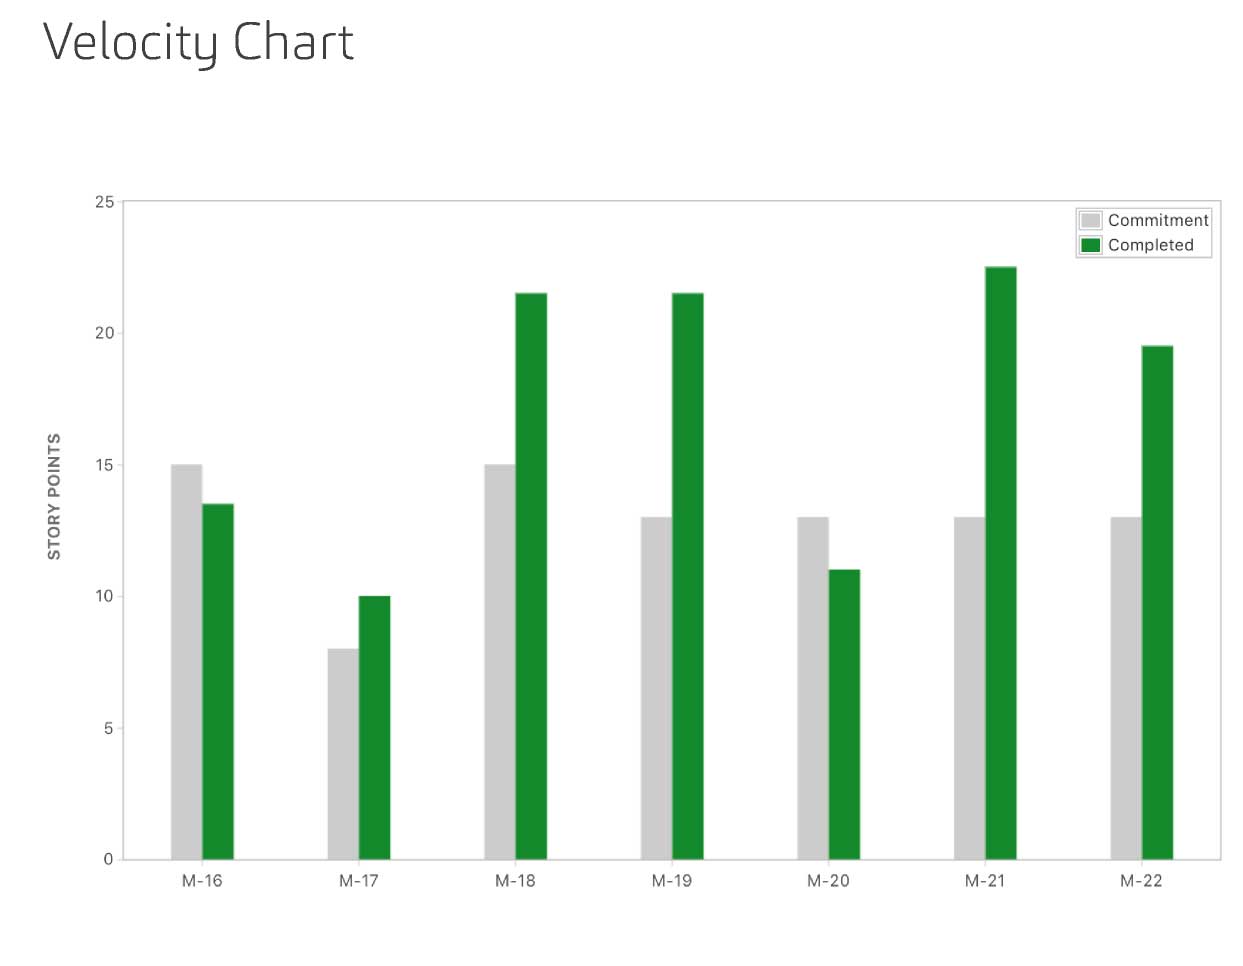 Velocity Chart
25
Commitment
Completed
20
15
10
5
0
STORY POINTS
M-16
M-17
M-18
M-19
M-20
M-21
M-22